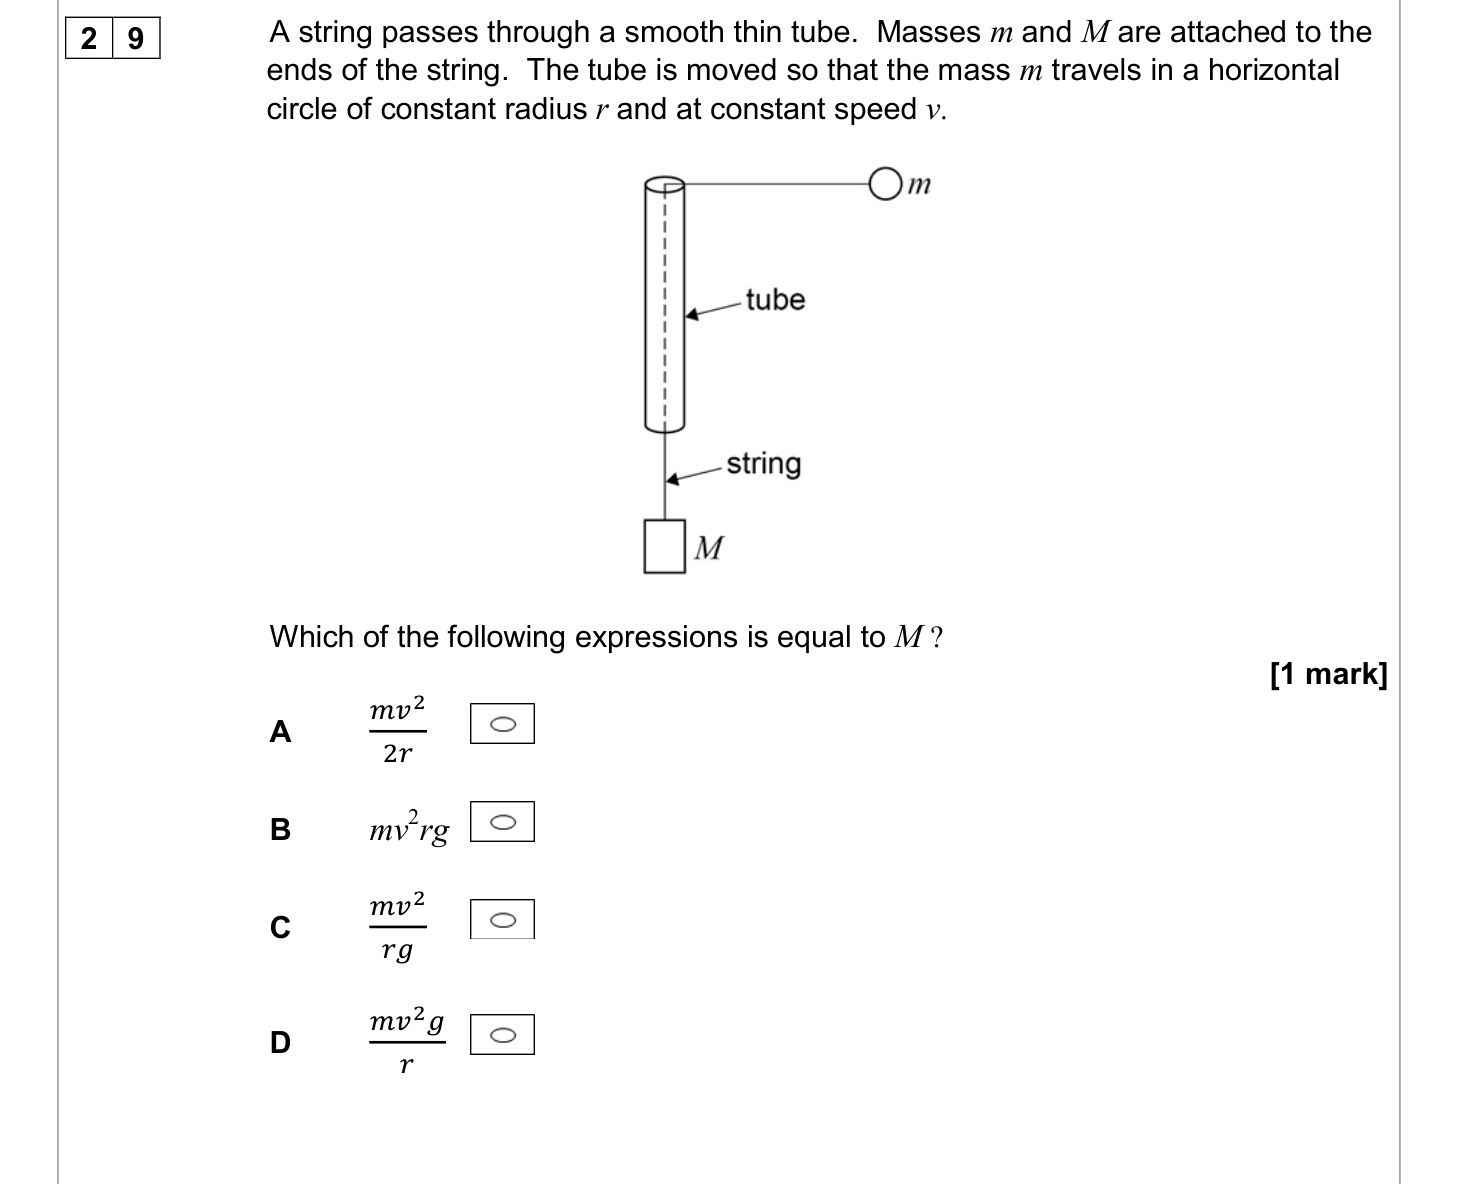 2 9
A string passes through a smooth thin tube. Masses m and M are attached to the
ends of the string. The tube is moved so that the mass m travels in a horizontal
circle of constant radius r and at constant speed v.
m
tube
string
M
Which of the following expressions is equal to M ?
[1 mark]
A mv²/2r
B mv²rg
C mv²/rg
D mv²g/r